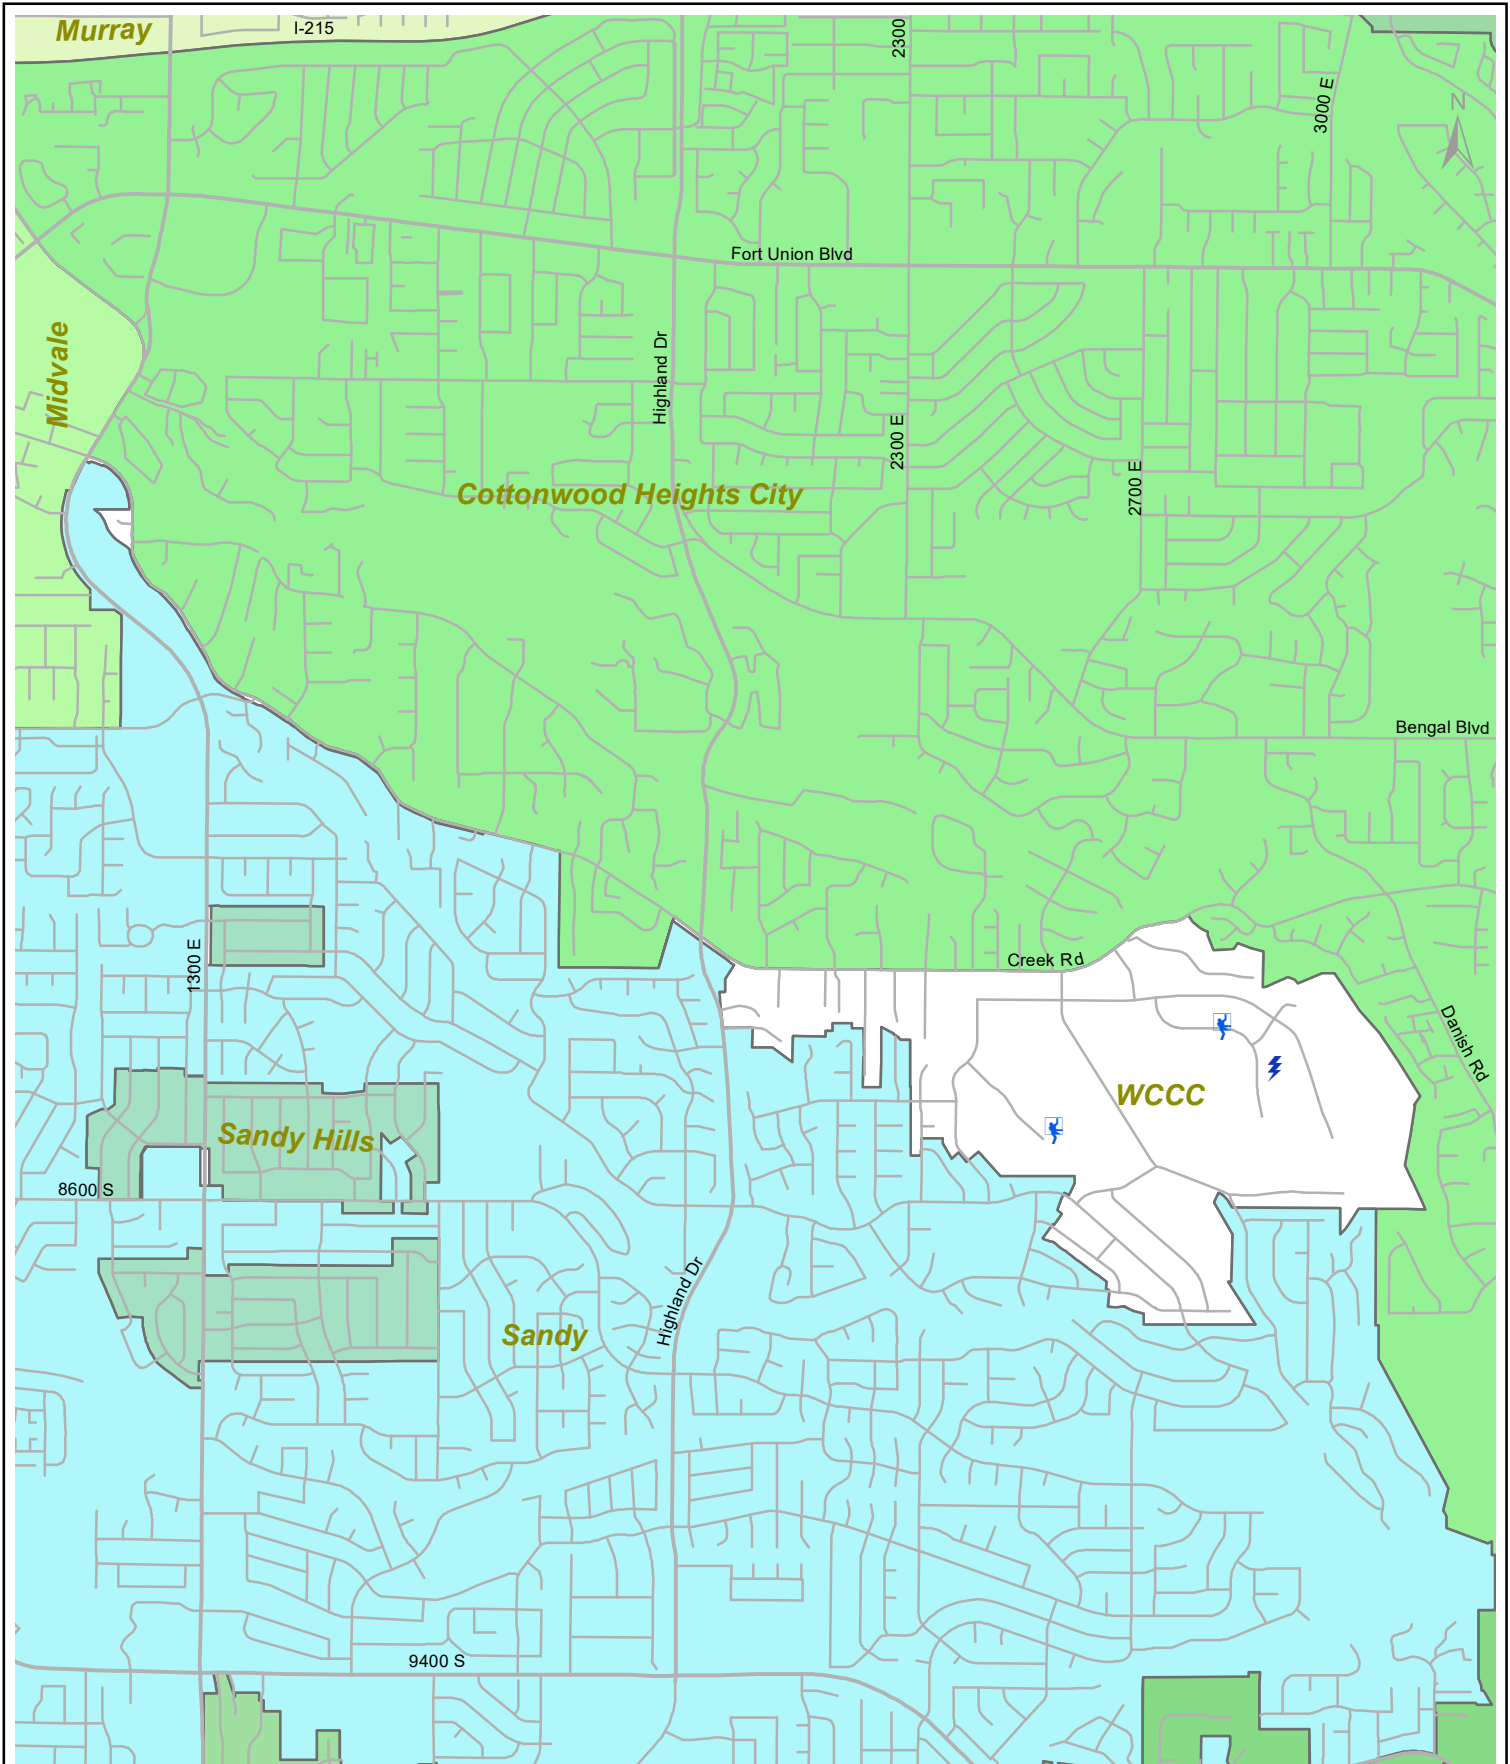 Murray
I-215
2300
3000 E
N
Fort Union Blvd
Midvale
Highland Dr
2300 E
2700 E
Cottonwood Heights City
Bengal Blvd
1300 E
Creek Rd
Danish Rd
WCCC
Sandy Hills
8600 S
Highland Dr
Sandy
9400 S